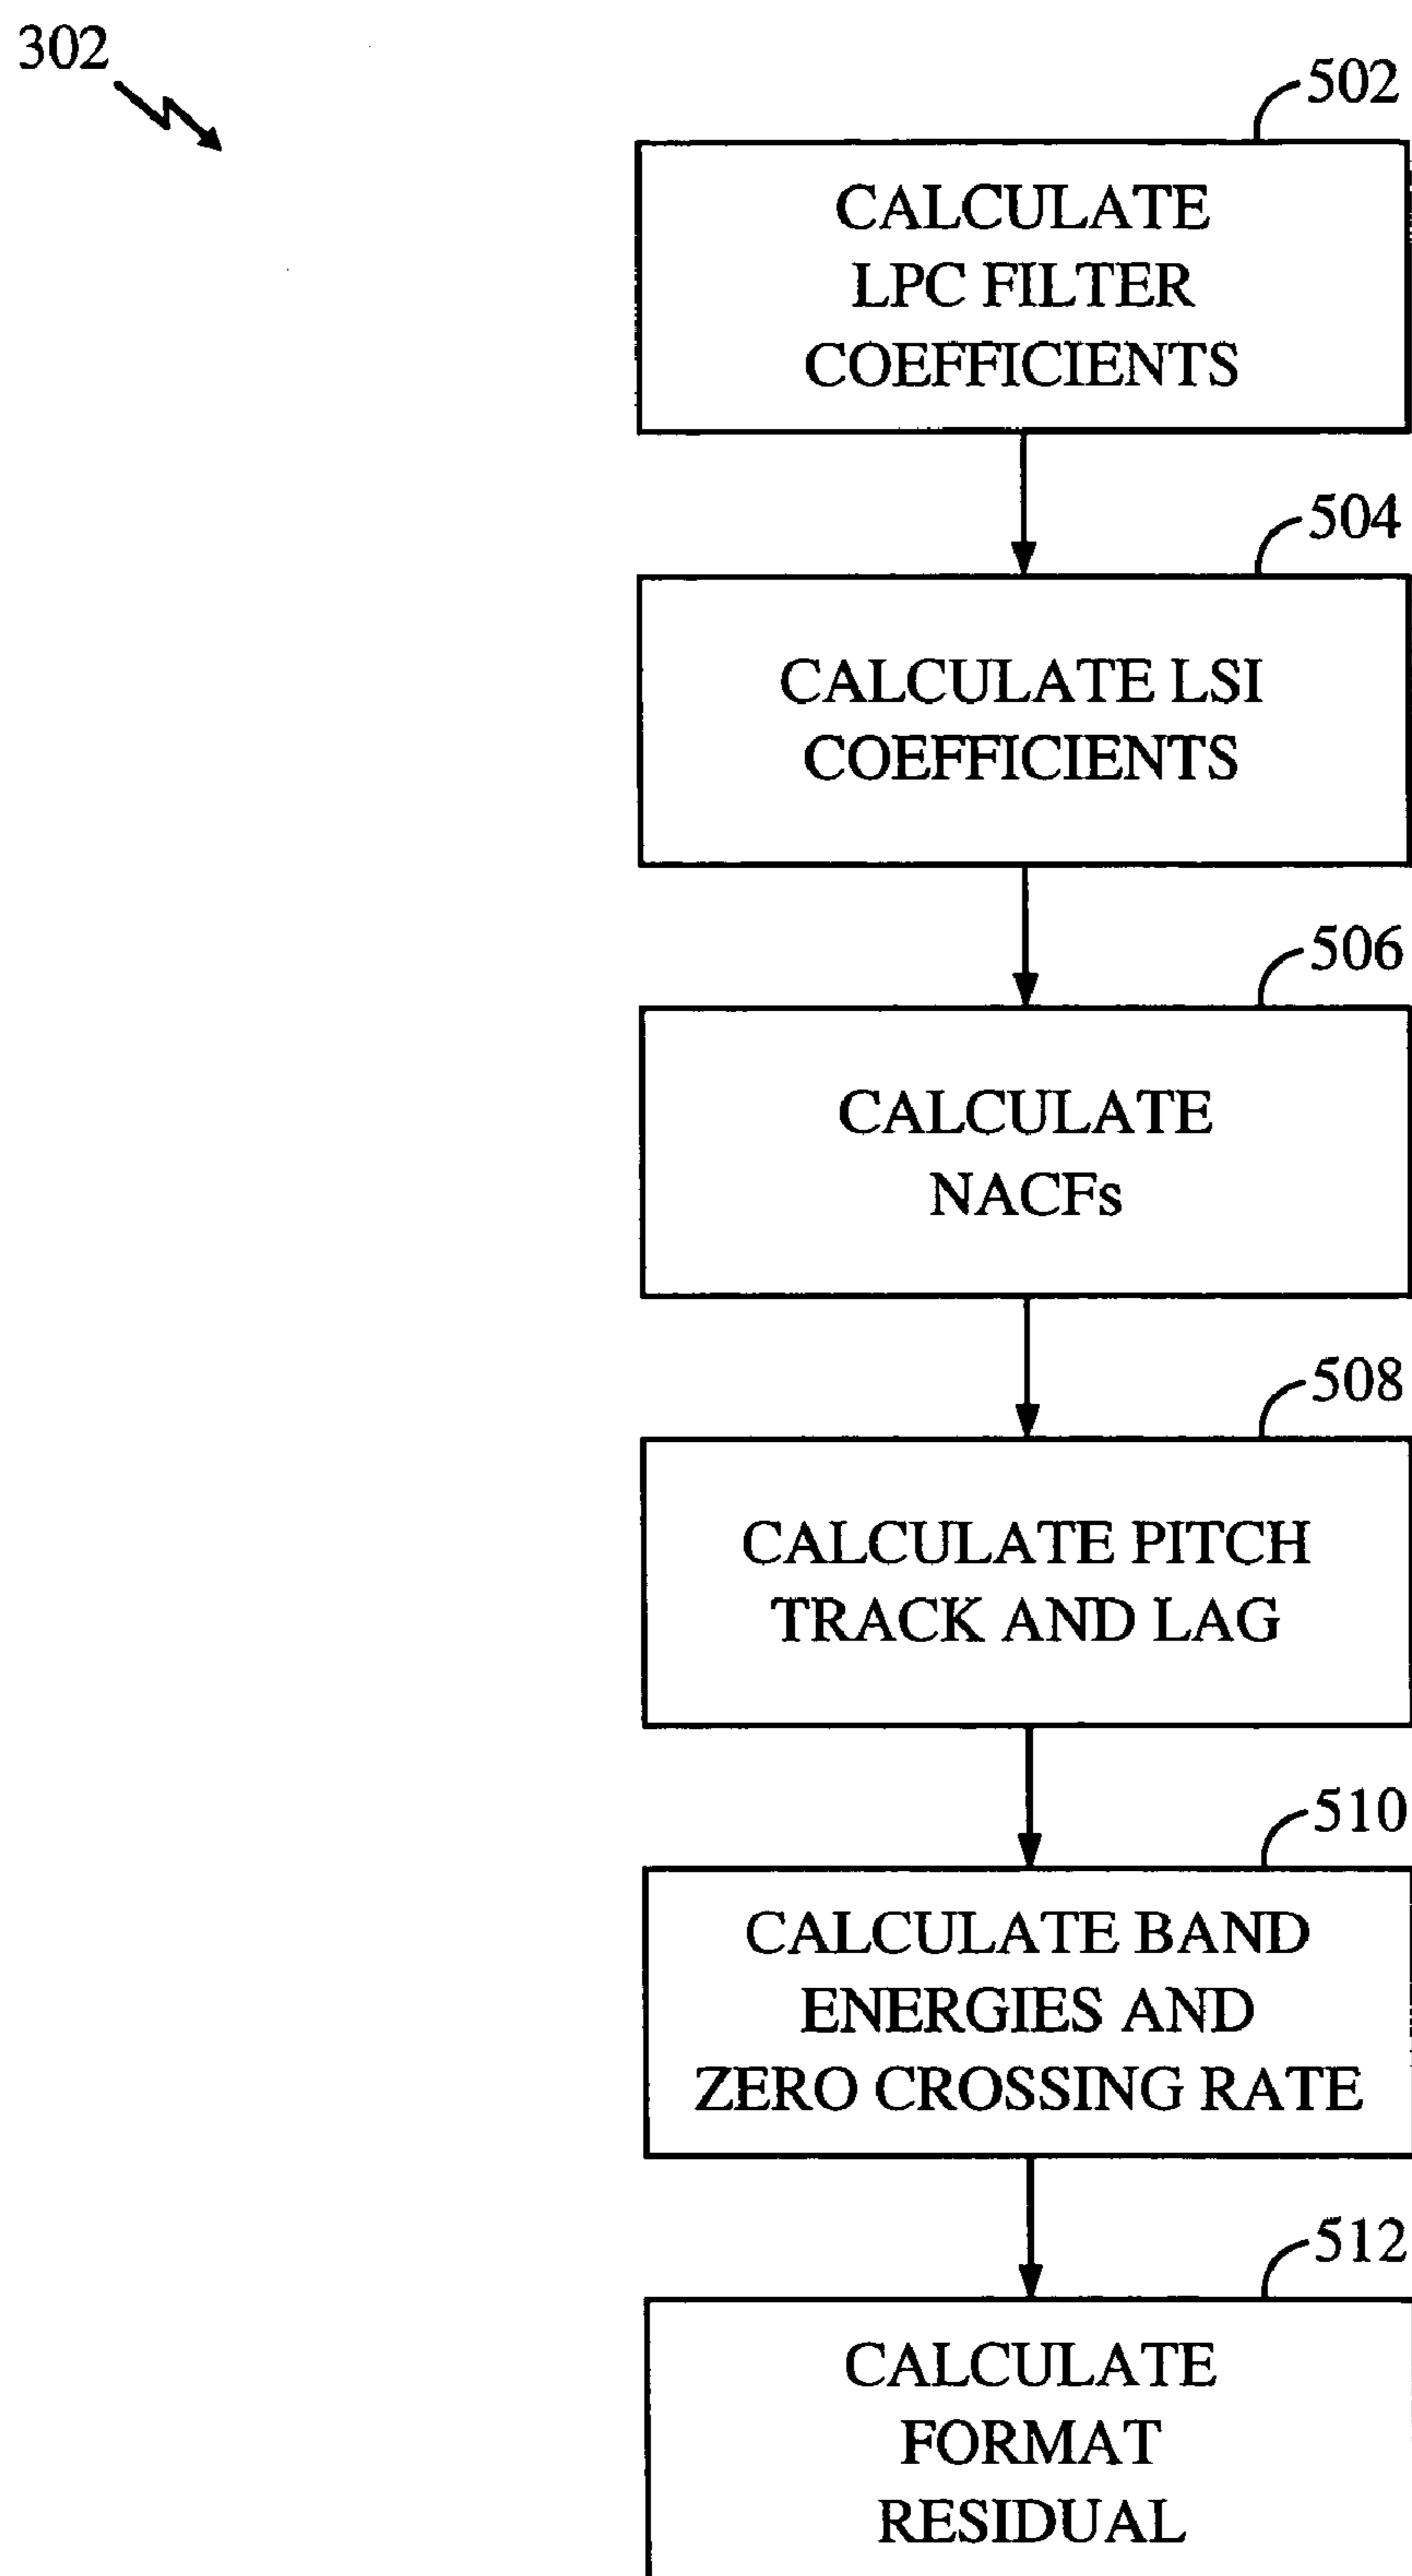 302
502
CALCULATE
LPC FILTER
COEFFICIENTS
504
CALCULATE LSI
COEFFICIENTS
506
CALCULATE
NACFs
508
CALCULATE PITCH
TRACK AND LAG
510
CALCULATE BAND
ENERGIES AND
ZERO CROSSING RATE
512
CALCULATE
FORMAT
RESIDUAL